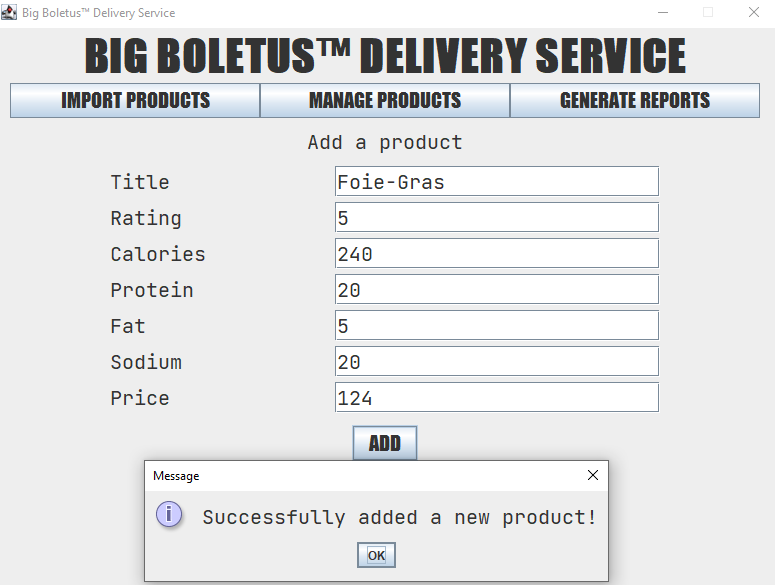 Big Boletus™ Delivery Service
BIG BOLETUS™ DELIVERY SERVICE
IMPORT PRODUCTS MANAGE PRODUCTS GENERATE REPORTS
Add a product
Title Foie-Gras
Rating 5
Calories 240
Protein 20
Fat 5
Sodium 20
Price 124
ADD
Message
Successfully added a new product!
OK